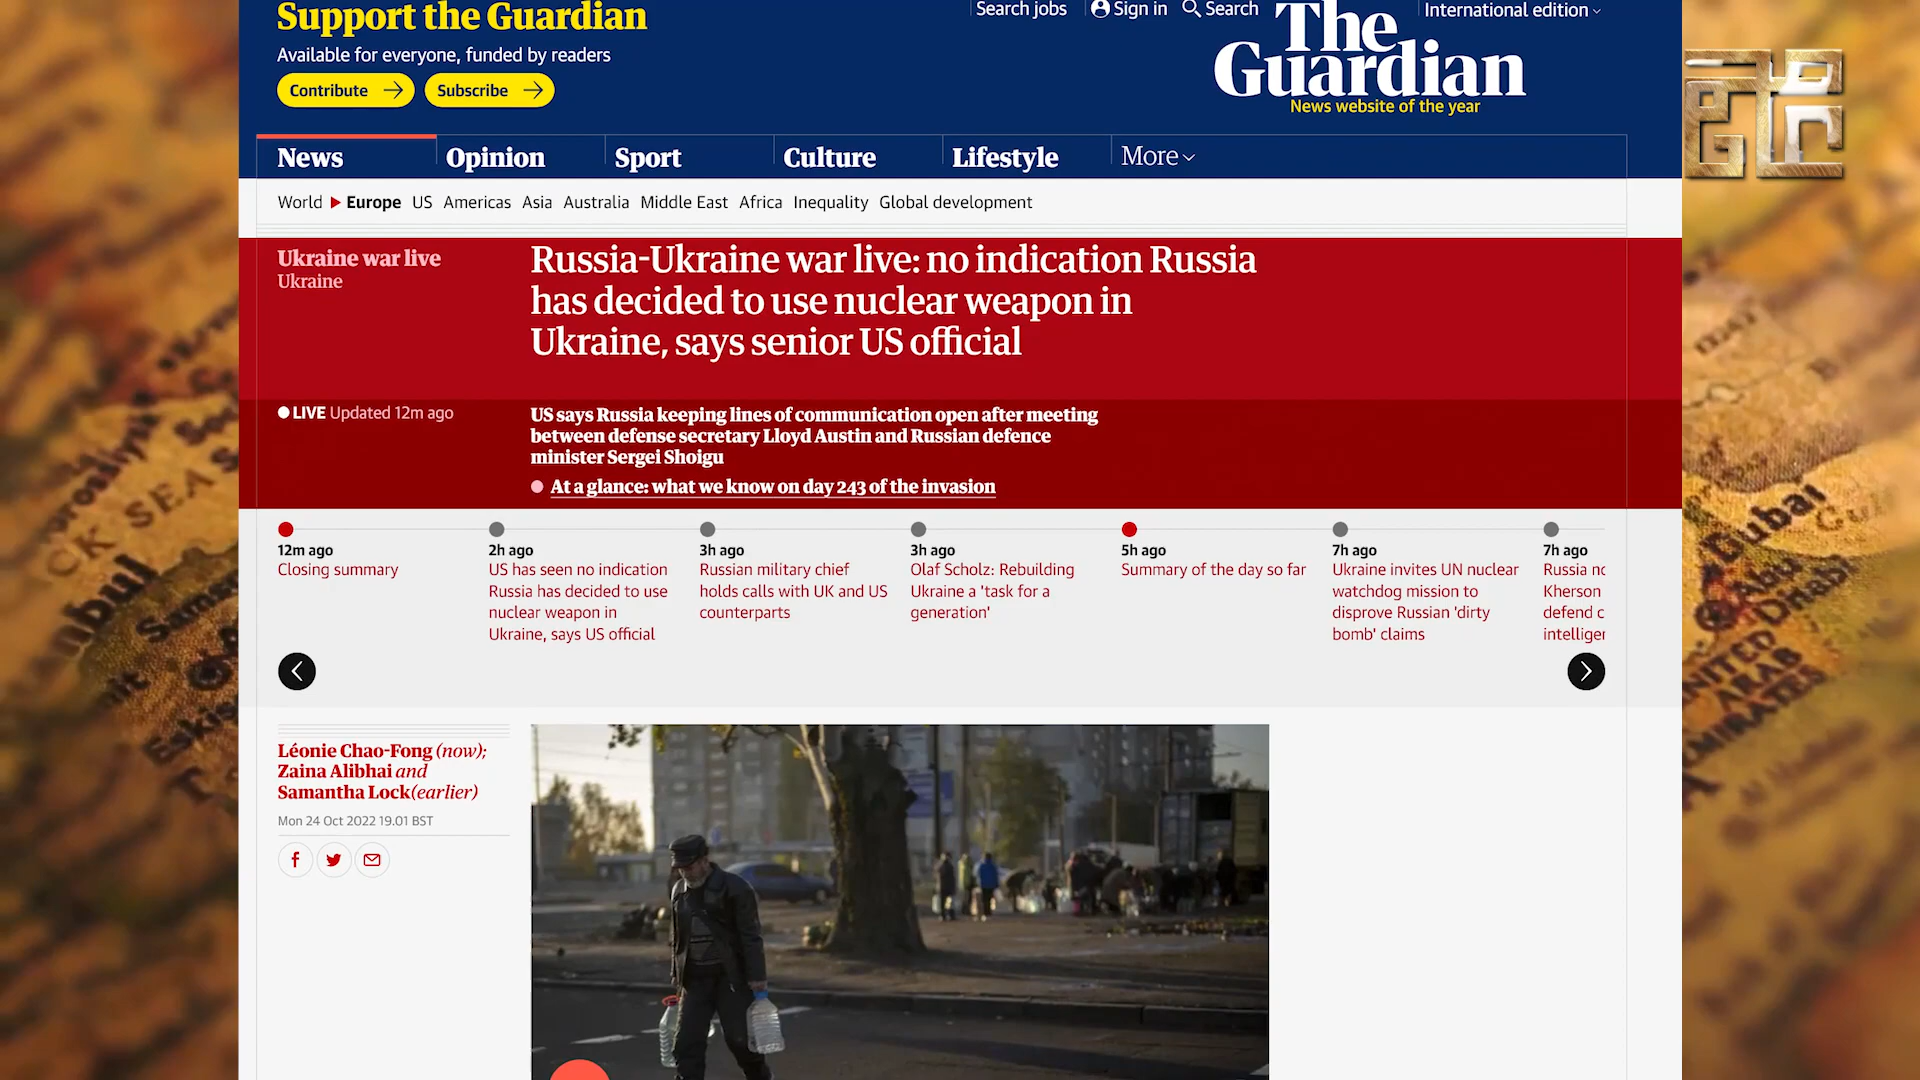 Support the Guardian
Available for everyone, funded by readers
Contribute
Subscribe
Search jobs
Sign in
Search
International edition
The
Guardian
News website of the year
News
Opinion
Sport
Culture
Lifestyle
More
World
Europe
US
Americas
Asia
Australia
Middle East
Africa
Inequality
Global development
Ukraine war live
Ukraine
Russia-Ukraine war live: no indication Russia
has decided to use nuclear weapon in
Ukraine, says senior US official
LIVE Updated 12m ago
US says Russia keeping lines of communication open after meeting
between defense secretary Lloyd Austin and Russian defence
minister Sergei Shoigu
At a glance: what we know on day 243 of the invasion
12m ago
Closing summary
2h ago
US has seen no indication
Russia has decided to use
nuclear weapon in
Ukraine, says US official
3h ago
Russian military chief
holds calls with UK and US
counterparts
3h ago
Olaf Scholz: Rebuilding
Ukraine a 'task for a
generation'
5h ago
Summary of the day so far
7h ago
Ukraine invites UN nuclear
watchdog mission to
disprove Russian 'dirty
bomb' claims
7h ago
Russia
Kherson
defend
Léonie Chao-Fong (now);
Zaina Alibhai and
Samantha Lock(earlier)
Mon 24 Oct 2022 19.01 BST
Dubai
Abu
Dhabi
UNITED
ARAB
EMIRATES